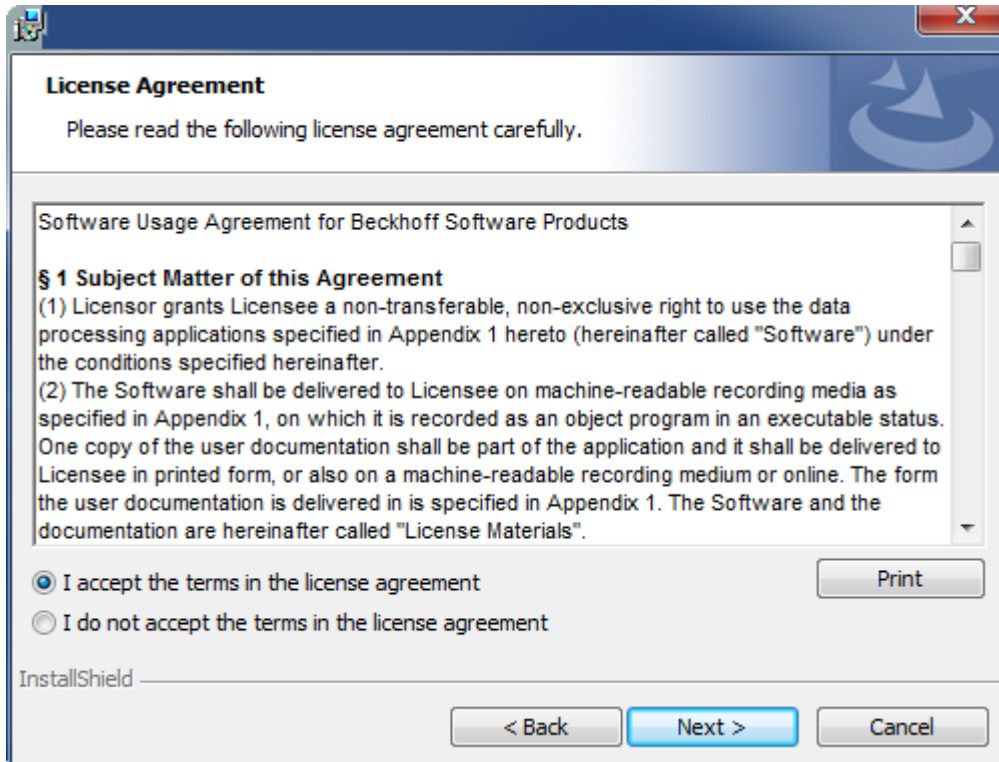 License Agreement
Please read the following license agreement carefully.
Software Usage Agreement for Beckhoff Software Products
§ 1 Subject Matter of this Agreement
(1) Licensor grants Licensee a non-transferable, non-exclusive right to use the data
processing applications specified in Appendix 1 hereto (hereinafter called "Software") under
the conditions specified hereinafter.
(2) The Software shall be delivered to Licensee on machine-readable recording media as
specified in Appendix 1, on which it is recorded as an object program in an executable status.
One copy of the user documentation shall be part of the application and it shall be delivered to
Licensee in printed form, or also on a machine-readable recording medium or online. The form
the user documentation is delivered in is specified in Appendix 1. The Software and the
documentation are hereinafter called "License Materials".
I accept the terms in the license agreement
Print
I do not accept the terms in the license agreement
InstallShield
< Back
Next >
Cancel